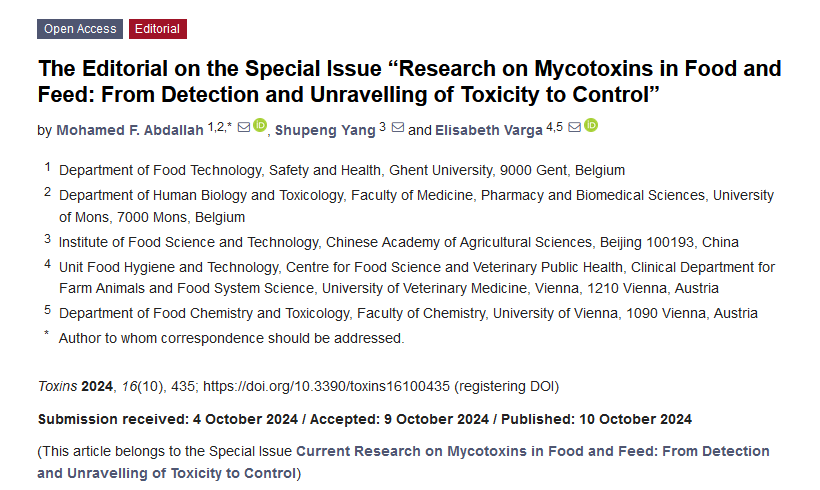 Open Access Editorial
The Editorial on the Special Issue “Research on Mycotoxins in Food and
Feed: From Detection and Unravelling of Toxicity to Control”
by Mohamed F. Abdallah 1,2,* , Shupeng Yang 3 and Elisabeth Varga 4,5
1 Department of Food Technology, Safety and Health, Ghent University, 9000 Gent, Belgium
2 Department of Human Biology and Toxicology, Faculty of Medicine, Pharmacy and Biomedical Sciences, University
of Mons, 7000 Mons, Belgium
3 Institute of Food Science and Technology, Chinese Academy of Agricultural Sciences, Beijing 100193, China
4 Unit Food Hygiene and Technology, Centre for Food Science and Veterinary Public Health, Clinical Department for
Farm Animals and Food System Science, University of Veterinary Medicine, Vienna, 1210 Vienna, Austria
5 Department of Food Chemistry and Toxicology, Faculty of Chemistry, University of Vienna, 1090 Vienna, Austria
* Author to whom correspondence should be addressed.
Toxins 2024, 16(10), 435; https://doi.org/10.3390/toxins16100435 (registering DOI)
Submission received: 4 October 2024 / Accepted: 9 October 2024 / Published: 10 October 2024
(This article belongs to the Special Issue Current Research on Mycotoxins in Food and Feed: From Detection
and Unravelling of Toxicity to Control)